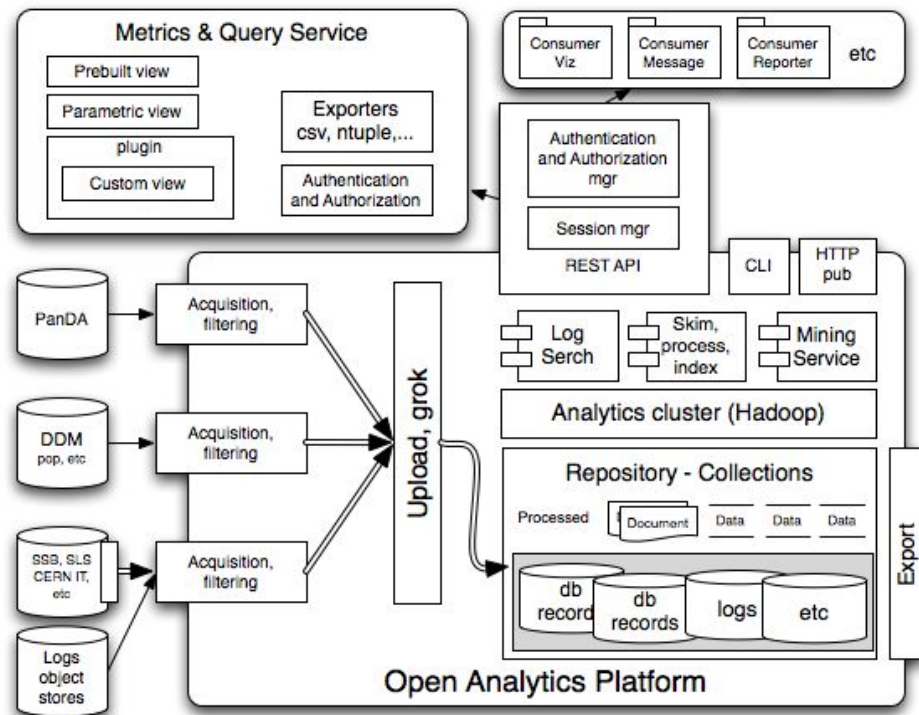 Metrics & Query Service
Prebuilt view
Parametric view
plugin
Custom view
Exporters
csv, ntuple,...
Authentication
and Authorization
Consumer
Viz
Consumer
Message
Consumer
Reporter
etc
Authentication
and Authorization
mgr
Session mgr
REST API
CLI
HTTP
pub
PanDA
Acquisition,
filtering
DDM
pop, etc
Acquisition,
filtering
SSB, SLS
CERN IT,
etc
Acquisition,
filtering
Logs
object
stores
Upload, grok
Log
Serch
Skim,
process,
index
Mining
Service
Analytics cluster (Hadoop)
Repository - Collections
Processed
Document
Data
Data
Data
db
record
db
records
logs
etc
Export
Open Analytics Platform